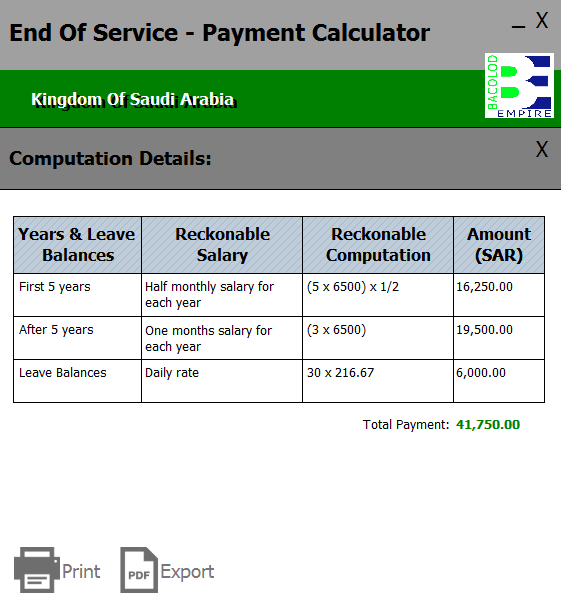 End Of Service - Payment Calculator
_ X
BACOLOD
EMPIRE
Kingdom Of Saudi Arabia
Computation Details:
X
Years & Leave Balances
Reckonable Salary
Reckonable Computation
Amount (SAR)
First 5 years
Half monthly salary for
each year
(5 x 6500) x 1/2
16,250.00
After 5 years
One months salary for
each year
(3 x 6500)
19,500.00
Leave Balances
Daily rate
30 x 216.67
6,000.00
Total Payment: 41,750.00
Print
PDF
Export